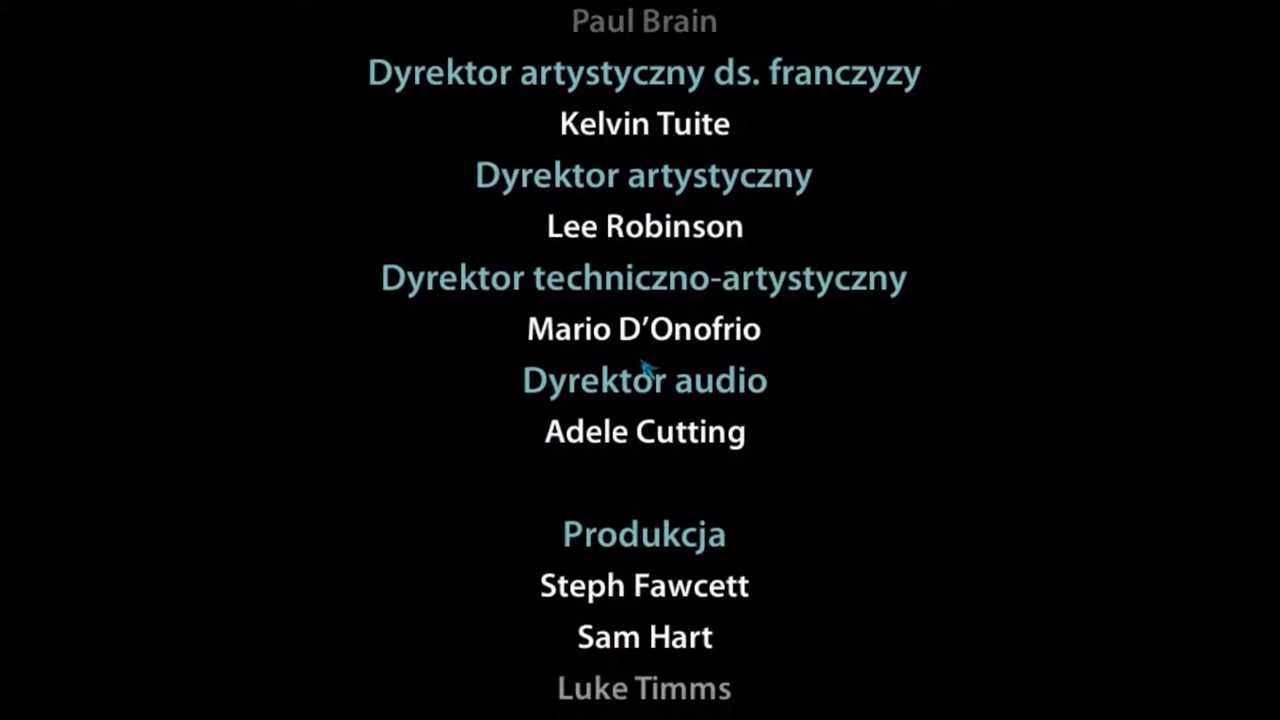 Paul Brain
Dyrektor artystyczny ds. franczyzy
Kelvin Tuite
Dyrektor artystyczny
Lee Robinson
Dyrektor techniczno-artystyczny
Mario D’Onofrio
Dyrektor audio
Adele Cutting
Produkcja
Steph Fawcett
Sam Hart
Luke Timms